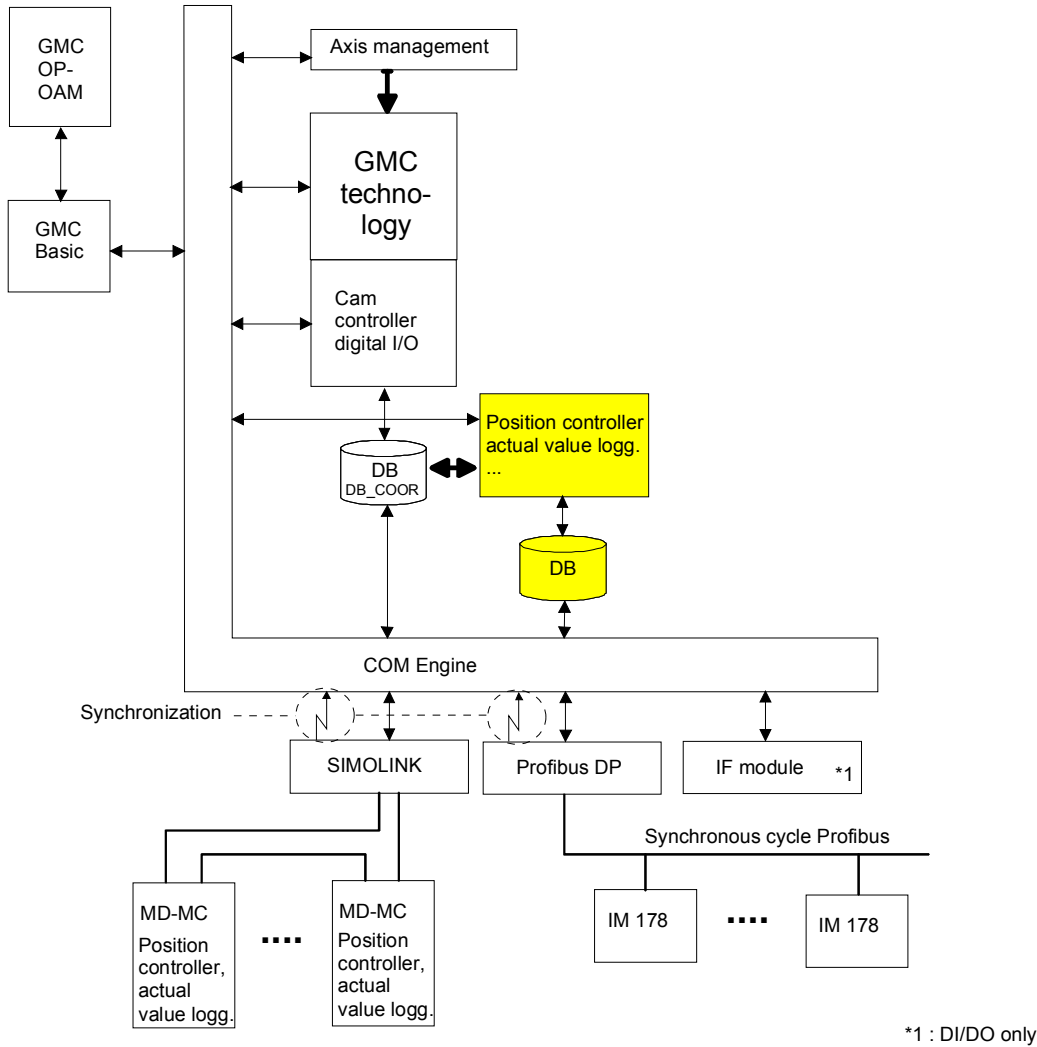 GMC
OP-
OAM
Axis management
GMC
techno-
logy
GMC
Basic
Cam
controller
digital I/O
Position controller
actual value logg.
...
DB
DB_COOR
DB
COM Engine
Synchronization
SIMOLINK
Profibus DP
IF module
*1
Synchronous cycle Profibus
MD-MC
Position
controller,
actual
value logg.
MD-MC
Position
controller,
actual
value logg.
IM 178
IM 178
*1 : DI/DO only